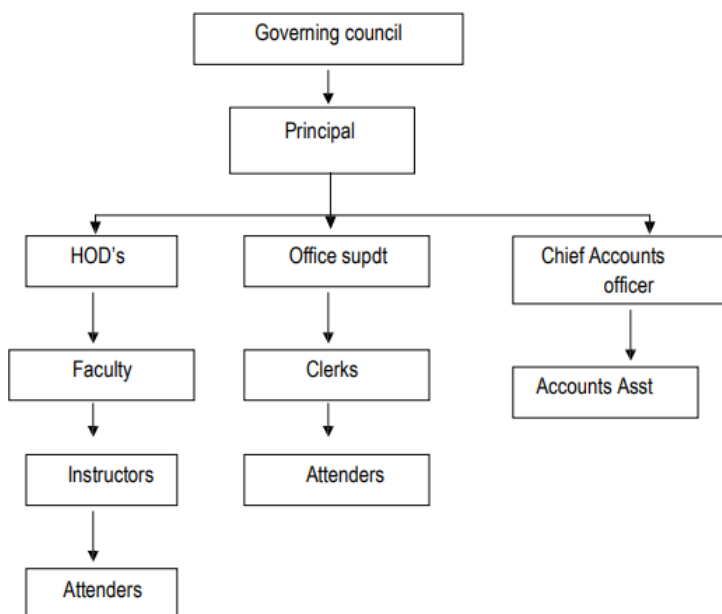 Governing council
Principal
HOD's
Office supdt
Chief Accounts
officer
Faculty
Clerks
Accounts Asst
Instructors
Attenders
Attenders